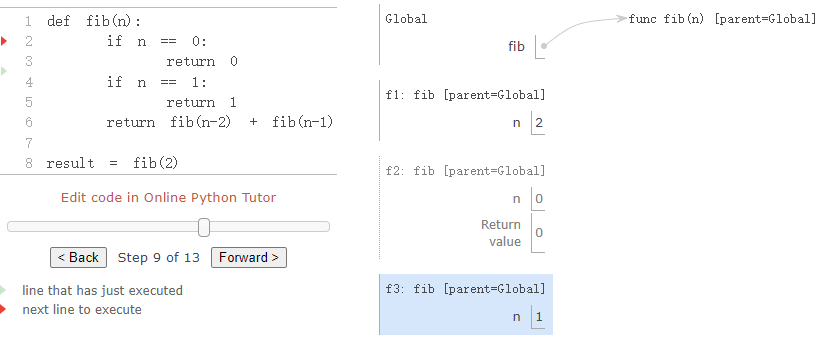 1 def fib(n):
2 if n == 0:
3 return 0
4 if n == 1:
5 return 1
6 return fib(n-2) + fib(n-1)
7
8 result = fib(2)
Edit code in Online Python Tutor
< Back Step 9 of 13 Forward >
line that has just executed
next line to execute
Global
fib
func fib(n) [parent=Global]
f1: fib [parent=Global]
n 2
f2: fib [parent=Global]
n 0
Return
value 0
f3: fib [parent=Global]
n 1